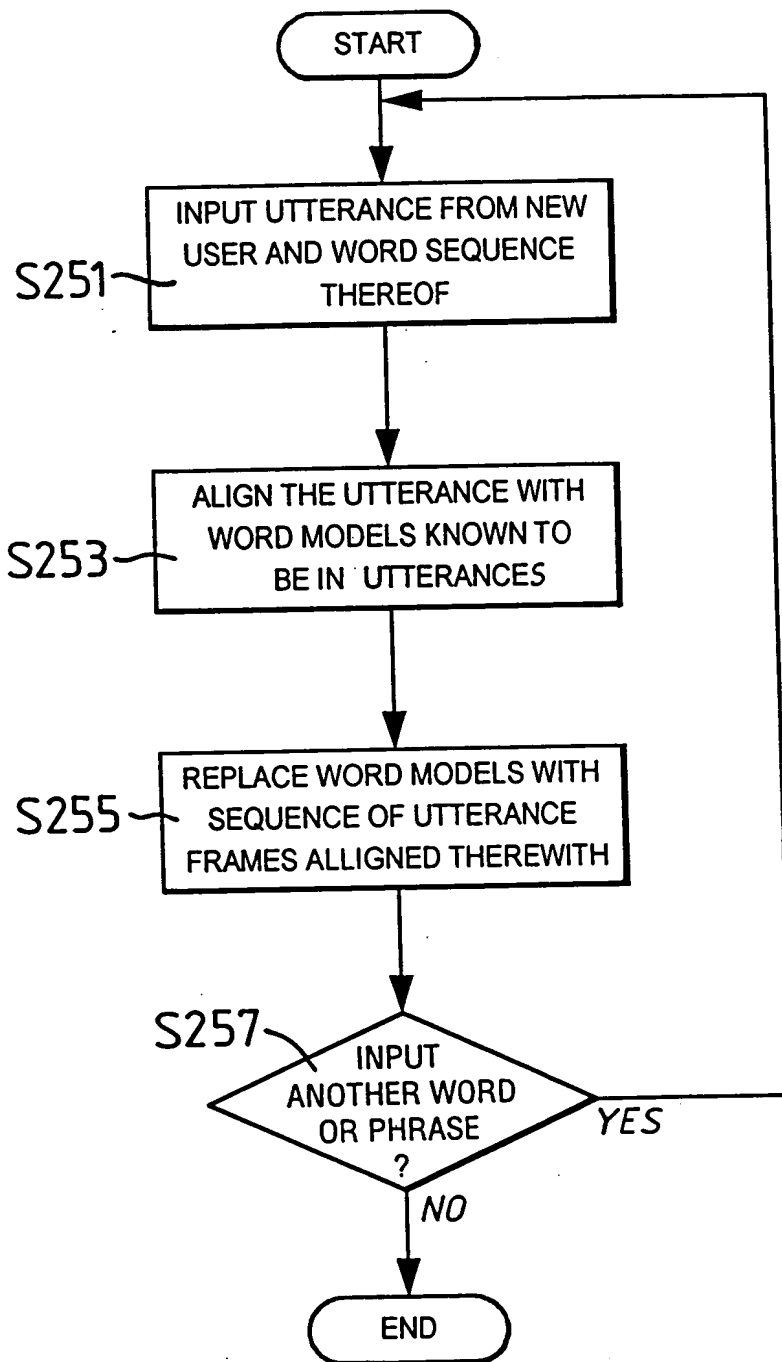 START
INPUT UTTERANCE FROM NEW
USER AND WORD SEQUENCE
THEREOF
S251
ALIGN THE UTTERANCE WITH
WORD MODELS KNOWN TO
BE IN UTTERANCES
S253
REPLACE WORD MODELS WITH
SEQUENCE OF UTTERANCE
FRAMES ALLIGNED THEREWITH
S255
S257
INPUT
ANOTHER WORD
OR PHRASE
?
YES
NO
END